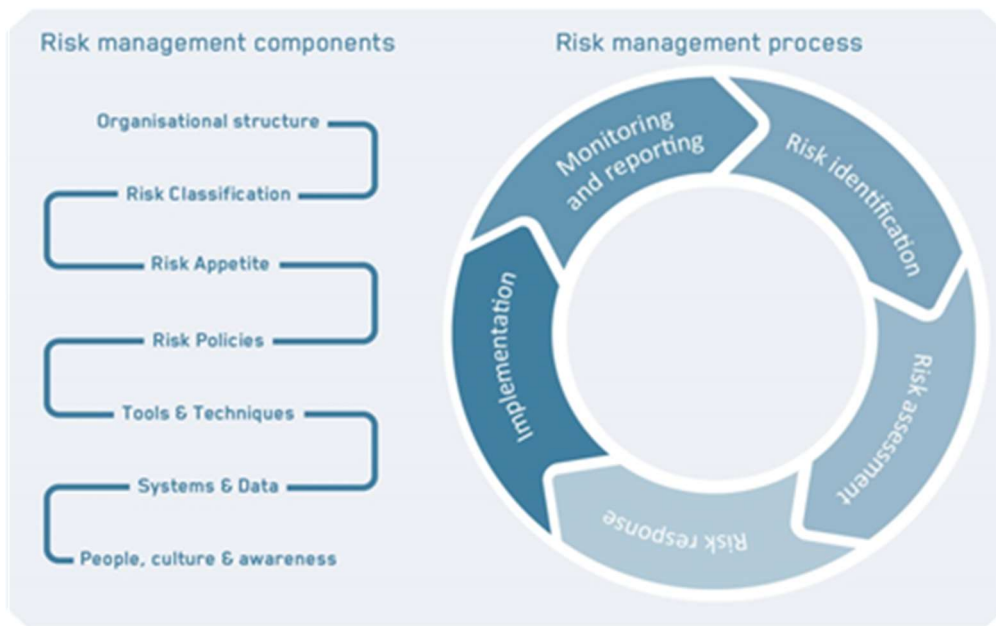 Risk management components
Organisational structure
Risk Classification
Risk Appetite
Risk Policies
Tools & Techniques
Systems & Data
People, culture & awareness
Risk management process
Monitoring
and reporting
Risk identification
Risk assessment
Risk response
Implementation